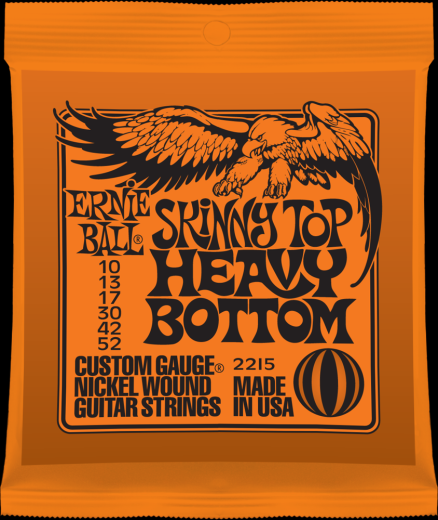 ERNIE
BALL®
SKINNY TOP
HEAVY
BOTTOM
10
13
17
30
42
52
CUSTOM GAUGE®
NICKEL WOUND
GUITAR STRINGS
2215
MADE
IN USA